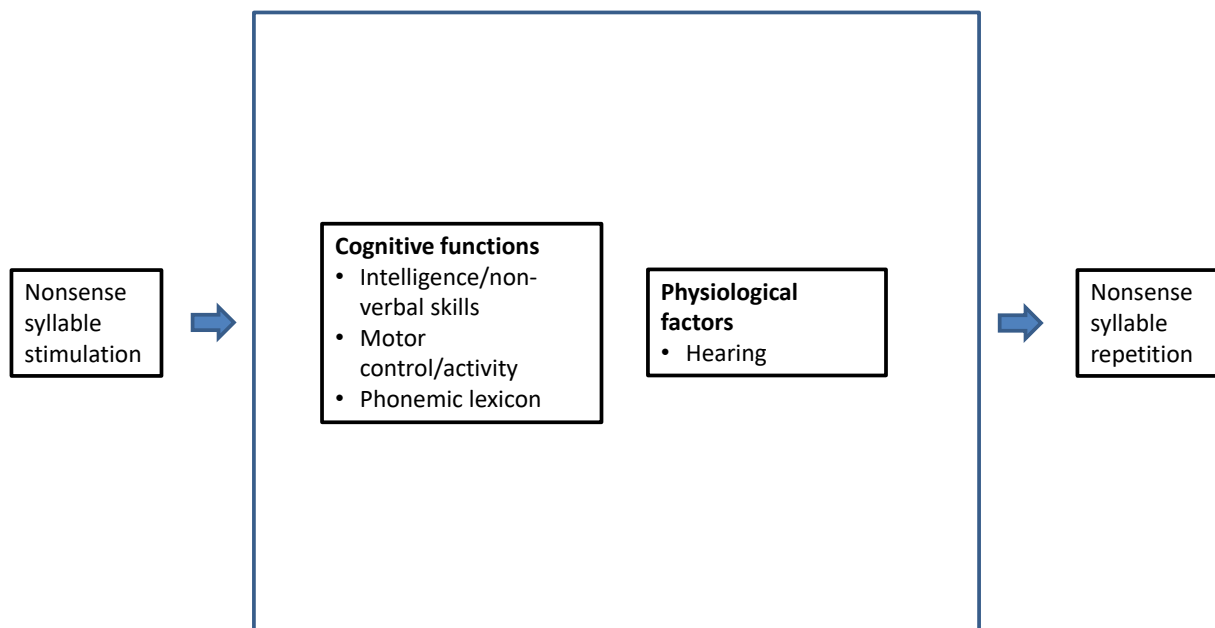 Nonsense
syllable
stimulation
Cognitive functions
• Intelligence/non-
verbal skills
• Motor
control/activity
• Phonemic lexicon
Physiological
factors
• Hearing
Nonsense
syllable
repetition